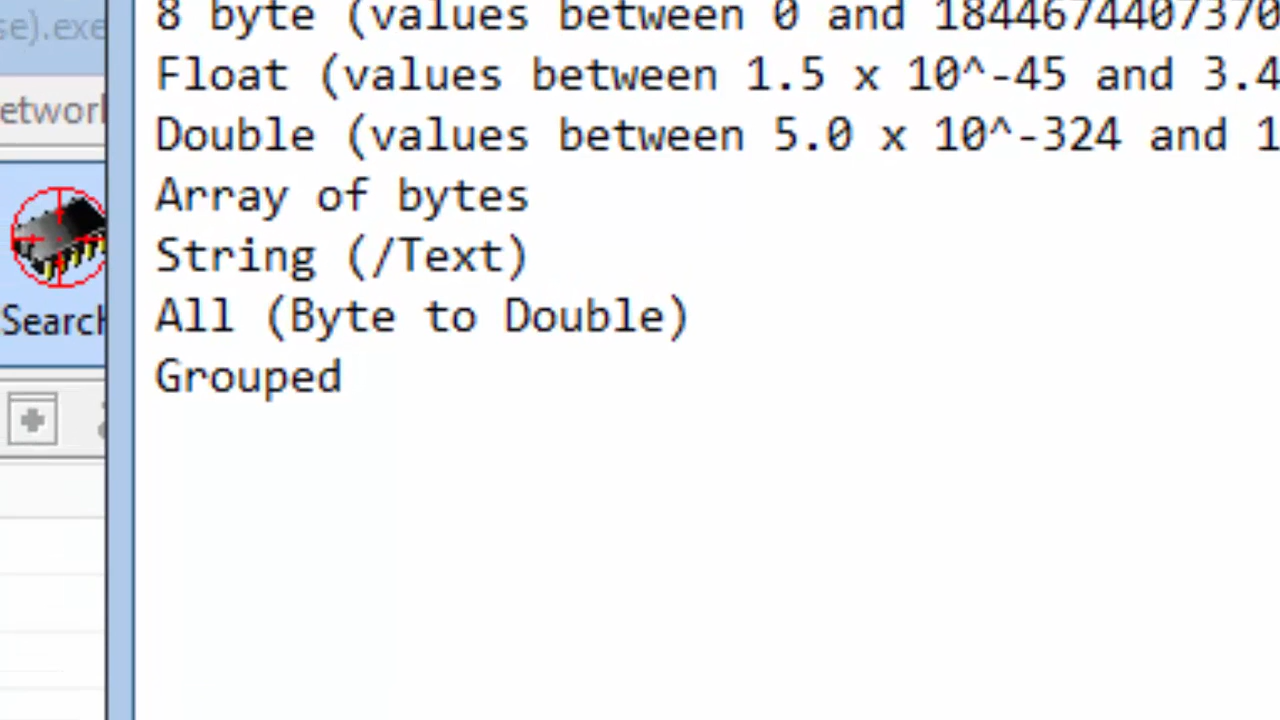 8 byte (values between 0 and 1844674407370
se).exe
Float (values between 1.5 x 10^-45 and 3.4
etwork
Double (values between 5.0 x 10^-324 and 1
Array of bytes
String (/Text)
Search
All (Byte to Double)
Grouped